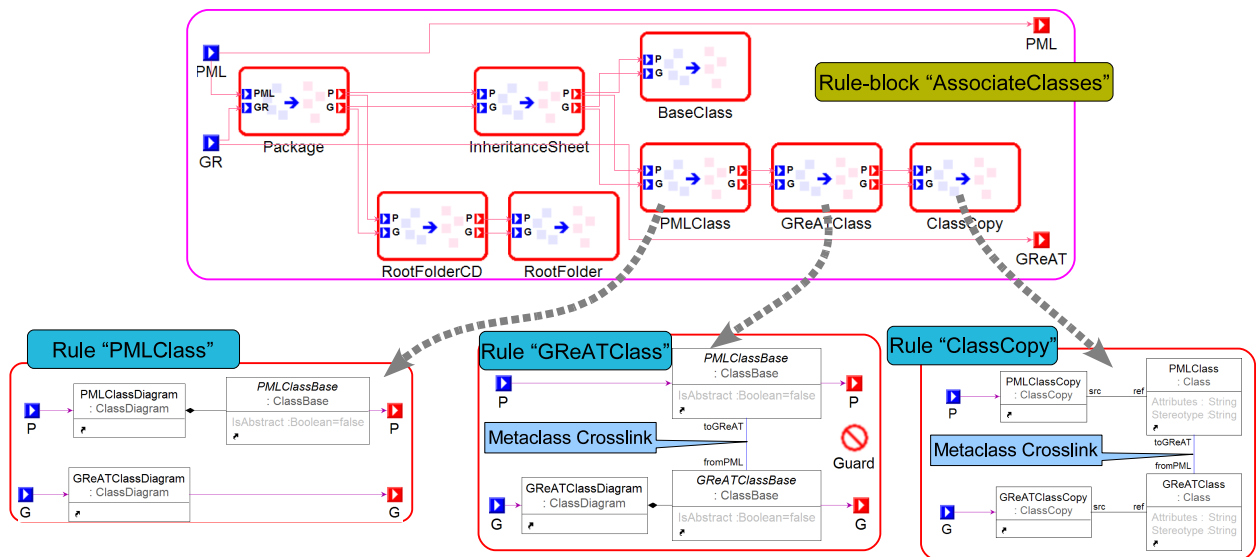 PML
PML
Rule-block “AssociateClasses”
PML
GR
P
G
Package
P
G
P
G
InheritanceSheet
P
G
BaseClass
GR
P
G
P
G
PMLClass
P
G
P
G
GReATClass
P
G
ClassCopy
P
G
P
G
RootFolderCD
P
G
RootFolder
GReAT
Rule “PMLClass”
PMLClassDiagram
: ClassDiagram
PMLClassBase
: ClassBase
IsAbstract :Boolean=false
P
P
GReATClassDiagram
: ClassDiagram
G
G
Rule “GReATClass”
PMLClassBase
: ClassBase
IsAbstract :Boolean=false
P
P
toGReAT
Metaclass Crosslink
fromPML
Guard
GReATClassDiagram
: ClassDiagram
GReATClassBase
: ClassBase
IsAbstract :Boolean=false
G
G
Rule “ClassCopy”
PMLClassCopy
: ClassCopy
src
ref
PMLClass
: Class
Attributes : String
Stereotype :String
P
toGReAT
Metaclass Crosslink
fromPML
GReATClassCopy
: ClassCopy
src
ref
GReATClass
: Class
Attributes : String
Stereotype :String
G